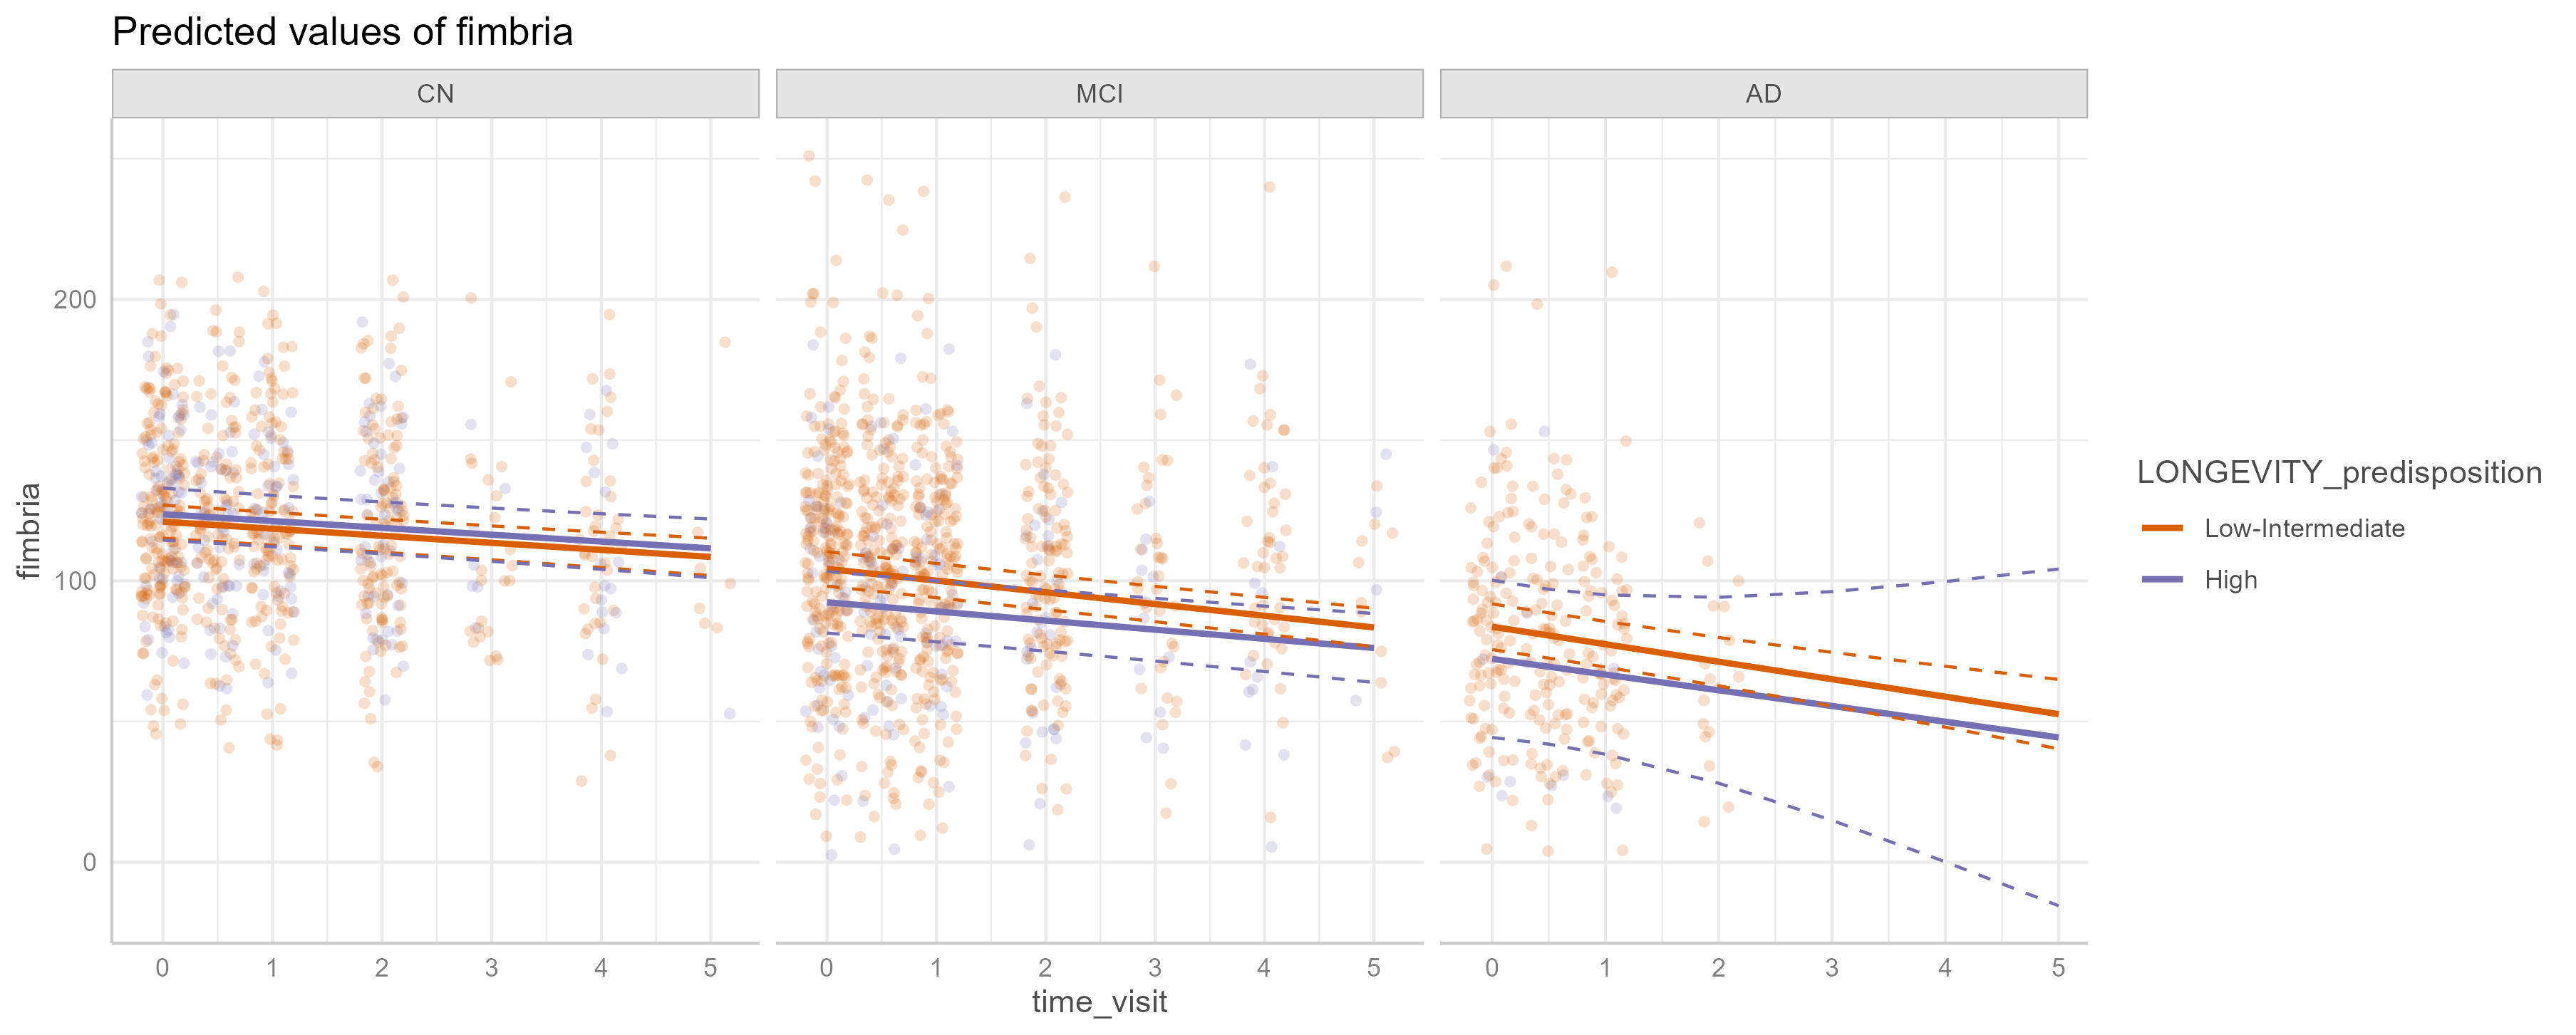 Predicted values of fimbria
CN MCI AD
fimbria
200
100
0
0 1 2 3 4 5 0 1 2 3 4 5 0 1 2 3 4 5
time_visit
LONGEVITY_predisposition
Low-Intermediate
High